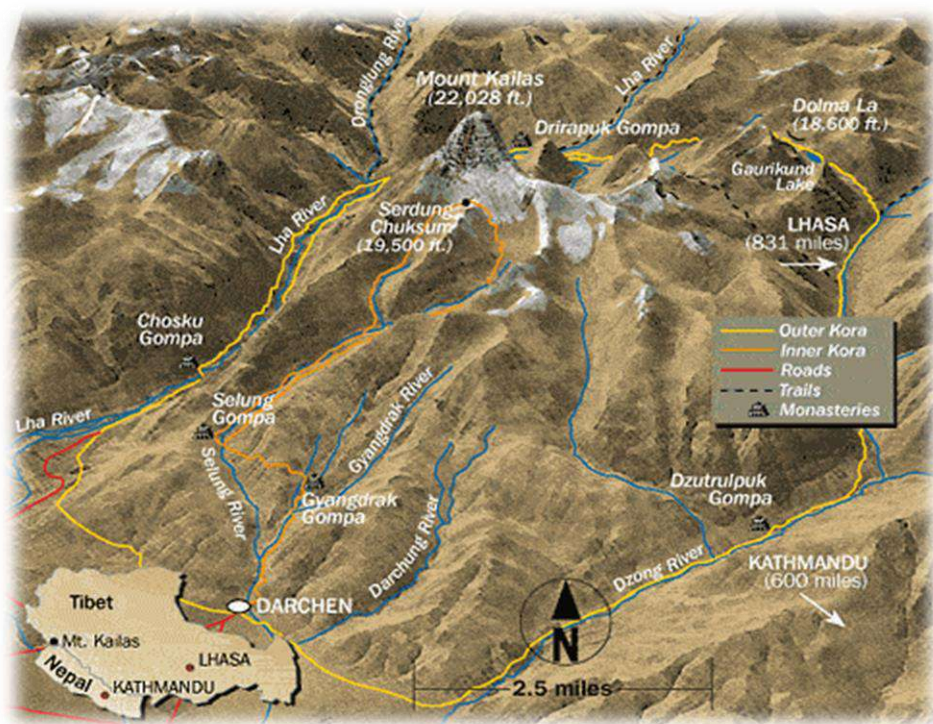 Dronglung River
Lha River
Mount Kailas
(22,028 ft.)
Drirapuk Gompa
Dolma La
(18,600 ft.)
Gaurikund
Lake
Lha River
Serdung
Chuksum
(19,500 ft.)
LHASA
(831 miles)
Chosku
Gompa
Outer Kora
Inner Kora
Roads
Trails
Monasteries
Lha River
Selung
Gompa
Selung River
Gyangdrak River
Gyangdrak
Gompa
Darchung River
Dzutrulpuk
Gompa
Dzong River
KATHMANDU
(600 miles)
DARCHEN
N
2.5 miles
Tibet
Mt. Kailas
LHASA
Nepal
KATHMANDU